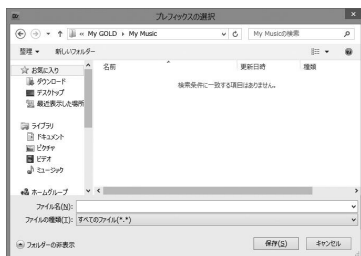 プレフィックスの選択
« My GOLD ▸ My Music
My Musicの検索
整理 ▼ 新しいフォルダー
お気に入り
ダウンロード
デスクトップ
最近表示した場所
ライブラリ
ドキュメント
ピクチャ
ビデオ
ミュージック
ホームグループ
名前 更新日時 種類
検索条件に一致する項目はありません。
ファイル名(N):
ファイルの種類(T): すべてのファイル(*.*)
フォルダーの非表示 保存(S) キャンセル